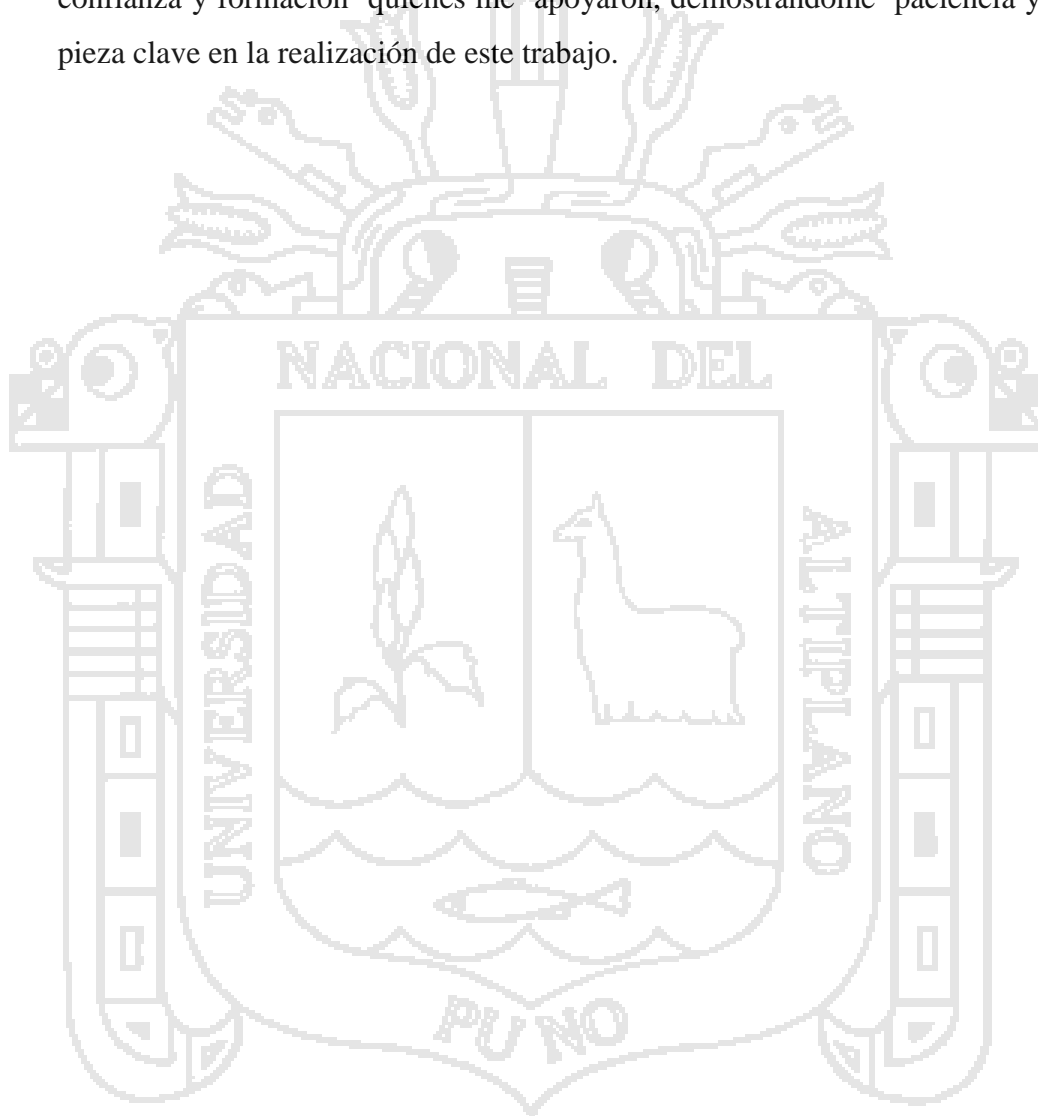 confianza y formación quienes me apoyaron, demostrándome paciencia y
pieza clave en la realización de este trabajo.
NACIONAL DEL
UNIVERSIDAD
ALTIPLANO
PUNO